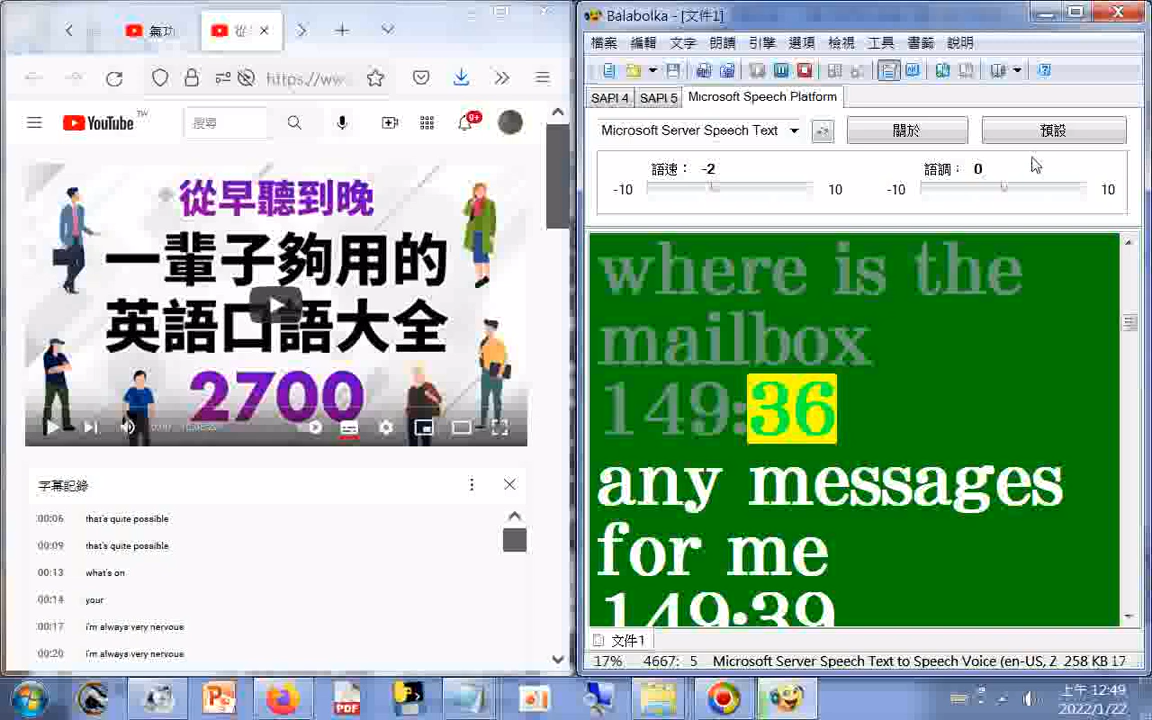 氣功
從
https://www
YouTube TW
搜尋
9+
從早聽到晚
一輩子夠用的
英語口語大全
2700
字幕記錄
00:06 that's quite possible
00:09 that's quite possible
00:13 what's on
00:14 your
00:17 i'm always very nervous
00:20 i'm always very nervous
Balabolka - [文件1]
檔案 編輯 文字 朗讀 引擎 選項 檢視 工具 書籤 說明
SAPI 4 SAPI 5 Microsoft Speech Platform
Microsoft Server Speech Text 關於 預設
語速： -2 語調： 0
-10 10 -10 10
where is the
mailbox
149:36
any messages
for me
149:39
文件1
17% 4667: 5 Microsoft Server Speech Text to Speech Voice (en-US, Z 258 KB 17
PDF
上午 12:49
2022/1/22